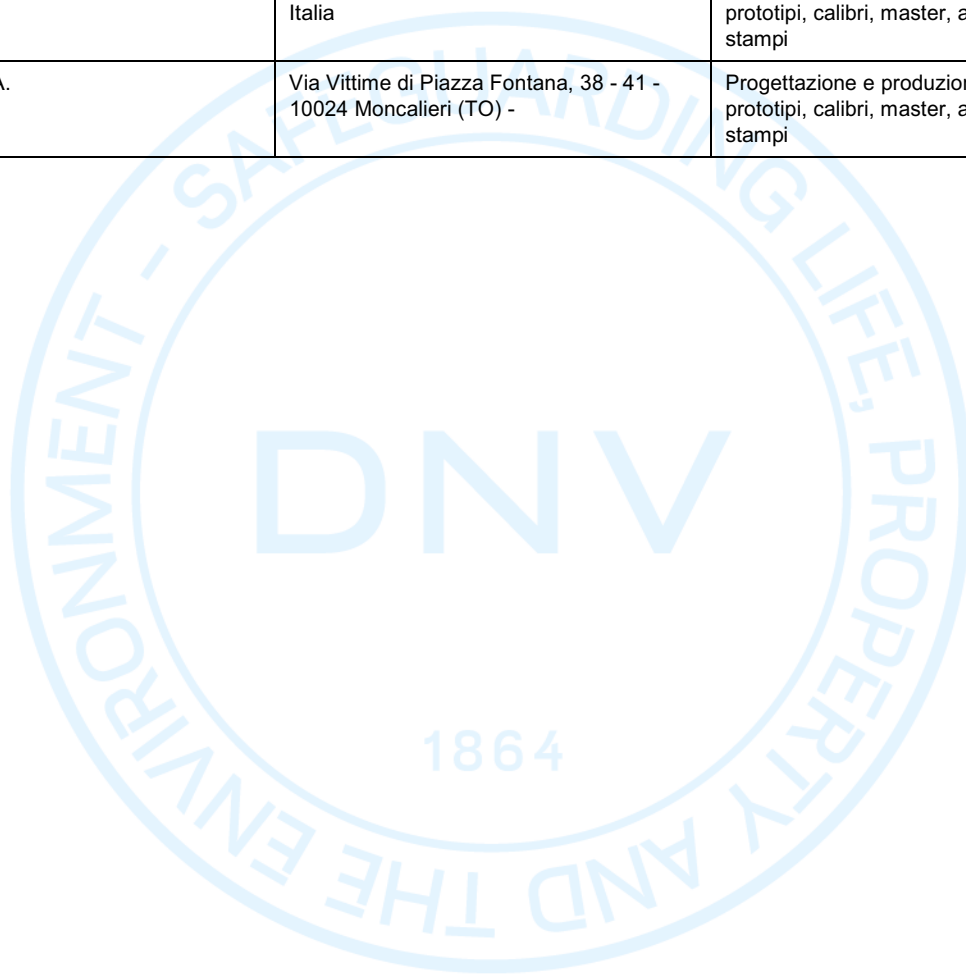 Italia
prototipi, calibri, master, a
stampi
A.
Via Vittime di Piazza Fontana, 38 - 41 -
10024 Moncalieri (TO) -
Progettazione e produzion
prototipi, calibri, master, a
stampi
SAFEGUARDING LIFE, PROPERTY AND THE ENVIRONMENT -
DNV
1864